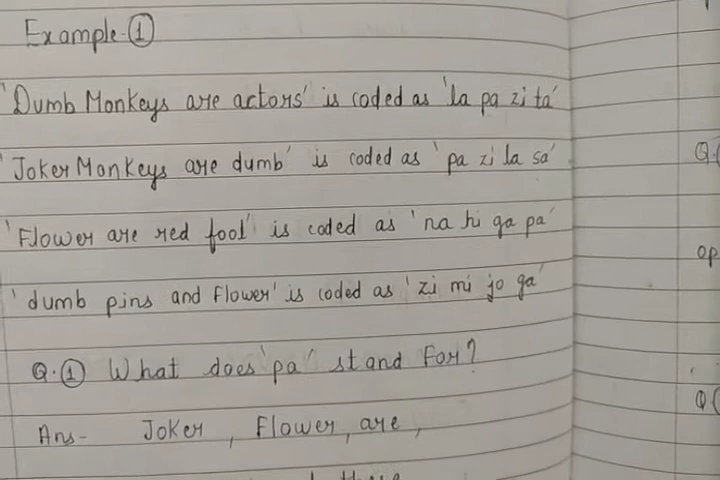 Example-①
'Dumb Monkeys are actors' is coded as 'la pa zi ta'
'Joker Monkeys are dumb' is coded as 'pa zi la sa'
'Flower are red fool' is coded as 'na hi ga pa'
'dumb pins and Flower' is coded as 'zi mi jo ga'
Q.① What does 'pa' stand For?
Ans- Joker, Flower, are,
Q.(
op
Q(